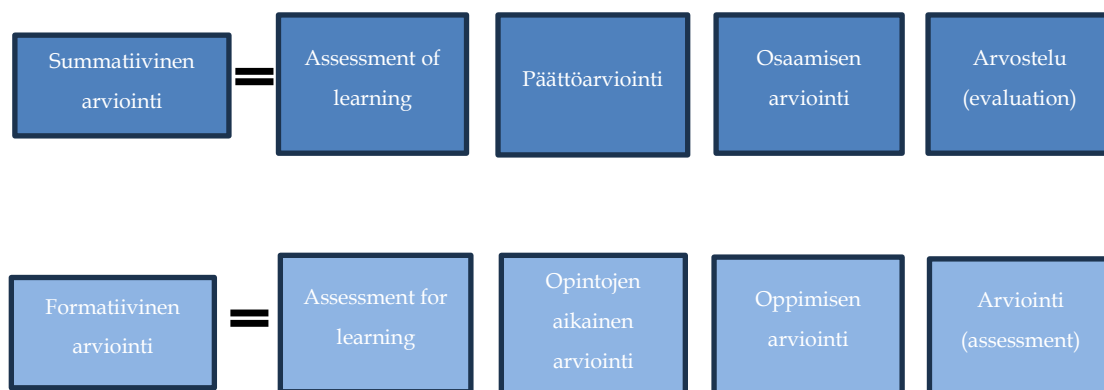 Summatiivinen
arviointi
=
Assessment of
learning
Päättöarviointi
Osaamisen
arviointi
Arvostelu
(evaluation)
Formatiivinen
arviointi
=
Assessment for
learning
Opintojen
aikainen
arviointi
Oppimisen
arviointi
Arviointi
(assessment)